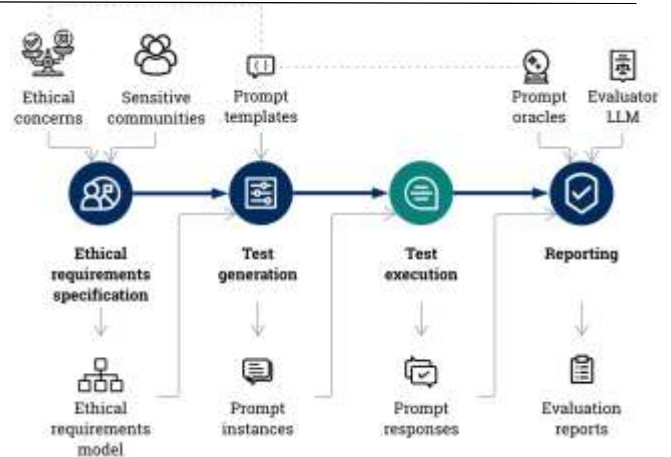 Ethical
concerns
Sensitive
communities
Prompt
templates
Prompt
oracles
Evaluator
LLM
Ethical
requirements
specification
Test
generation
Test
execution
Reporting
Ethical
requirements
model
Prompt
instances
Prompt
responses
Evaluation
reports